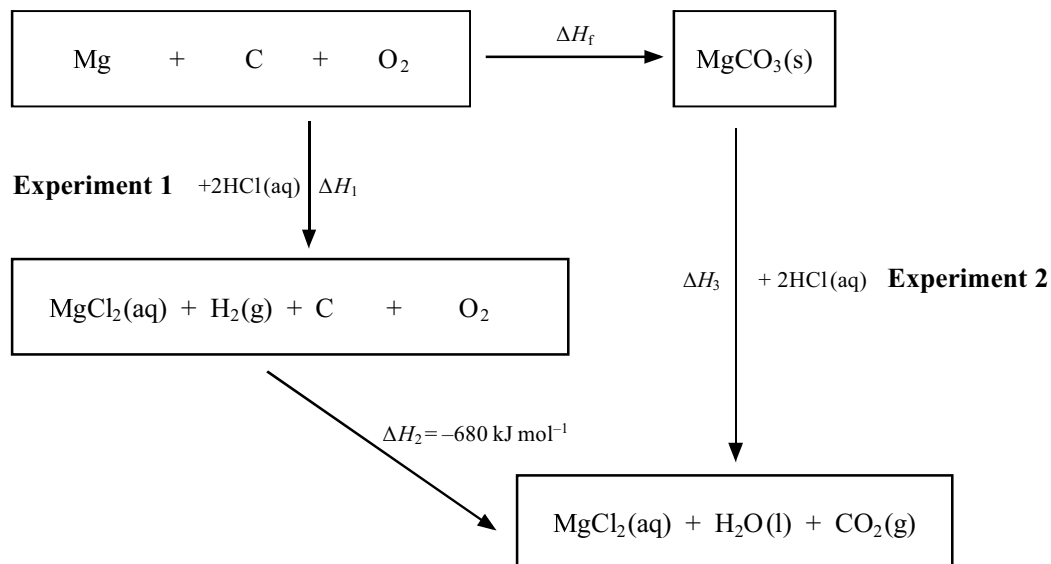 Mg + C + O₂
ΔH_f
MgCO₃(s)
Experiment 1 +2HCl(aq) ΔH₁
ΔH₃ + 2HCl(aq) Experiment 2
MgCl₂(aq) + H₂(g) + C + O₂
ΔH₂ = –680 kJ mol⁻¹
MgCl₂(aq) + H₂O(l) + CO₂(g)